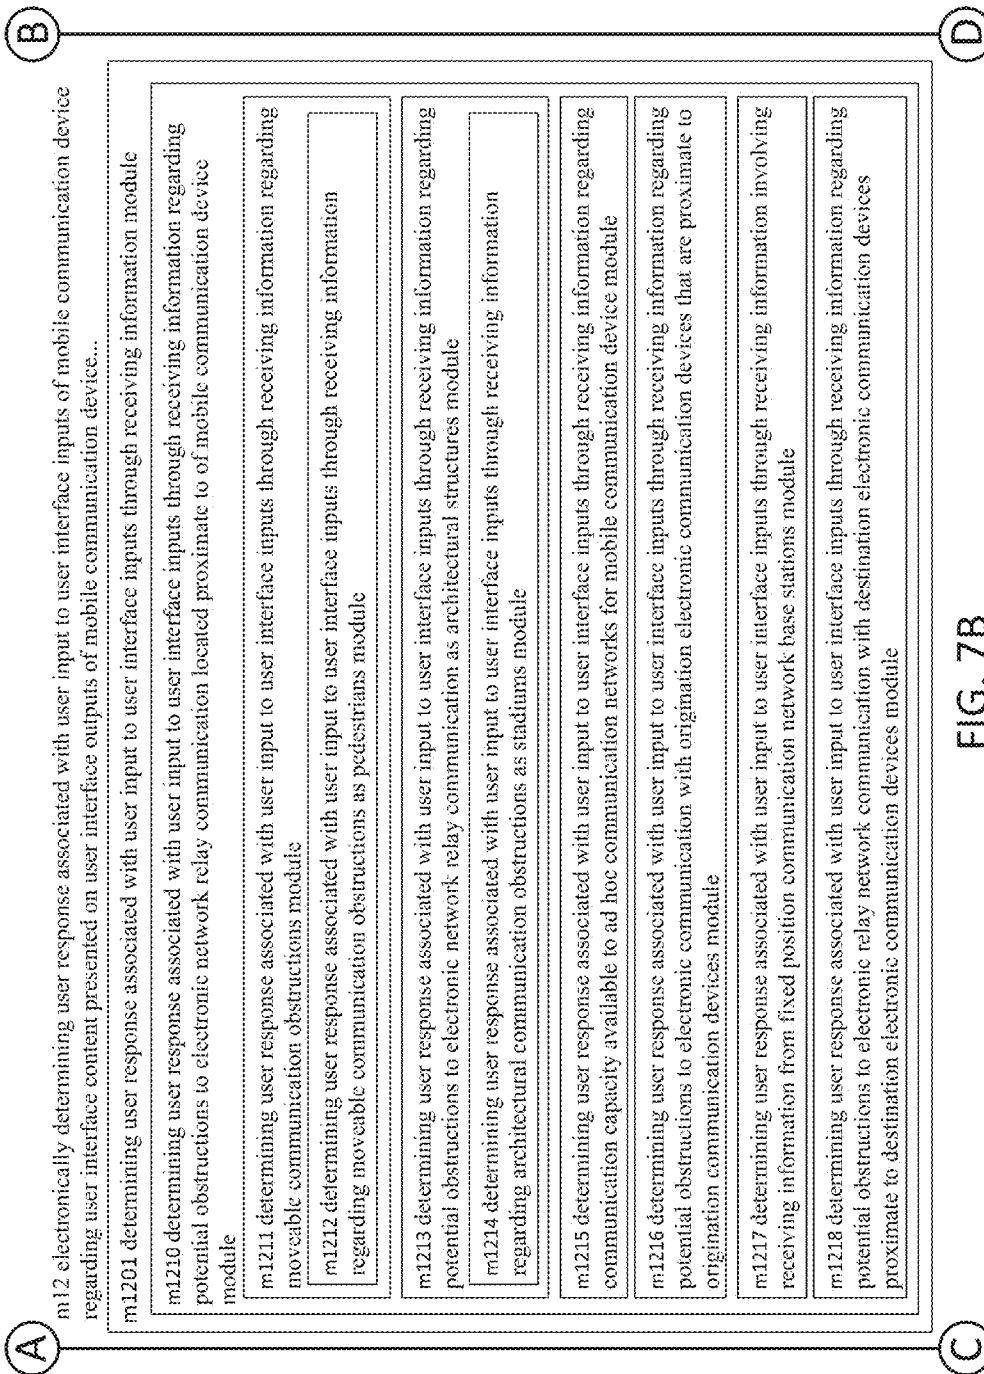 A
B
m12 electronically determining user response associated with user input to user interface inputs of mobile communication device
regarding user interface content presented on user interface outputs of mobile communication device...
m1201 determining user response associated with user input to user interface inputs through receiving information module
m1210 determining user response associated with user input to user interface inputs through receiving information regarding
potential obstructions to electronic network relay communication located proximate to of mobile communication device
module
m1211 determining user response associated with user input to user interface inputs through receiving information regarding
moveable communication obstructions module
m1212 determining user response associated with user input to user interface inputs through receiving information
regarding moveable communication obstructions as pedestrians module
m1213 determining user response associated with user input to user interface inputs through receiving information regarding
potential obstructions to electronic network relay communication as architectural structures module
m1214 determining user response associated with user input to user interface inputs through receiving information
regarding architectural communication obstructions as stadiums module
m1215 determining user response associated with user input to user interface inputs through receiving information regarding
communication capacity available to ad hoc communication networks for mobile communication device module
m1216 determining user response associated with user input to user interface inputs through receiving information regarding
potential obstructions to electronic communication with origination electronic communication devices that are proximate to
origination communication devices module
m1217 determining user response associated with user input to user interface inputs through receiving information involving
receiving information from fixed position communication network base stations module
m1218 determining user response associated with user input to user interface inputs through receiving information regarding
potential obstructions to electronic relay network communication with destination electronic communication devices
proximate to destination electronic communication devices module
C
D
FIG. 7B